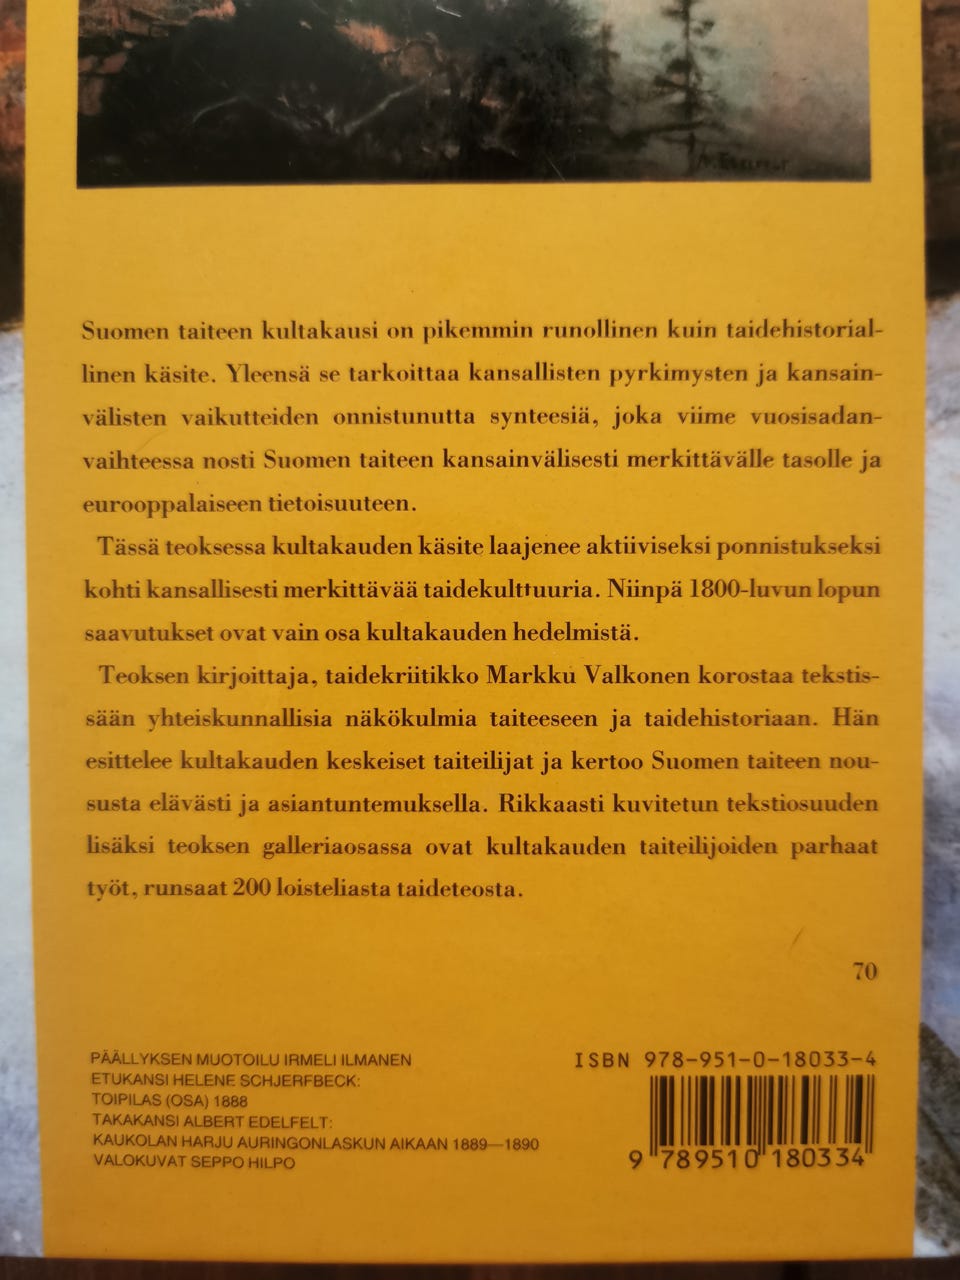 A. EDELFELT
Suomen taiteen kultakausi on pikemmin runollinen kuin taidehistorial-
linen käsite. Yleensä se tarkoittaa kansallisten pyrkimysten ja kansain-
välisten vaikutteiden onnistunutta synteesiä, joka viime vuosisadan-
vaihteessa nosti Suomen taiteen kansainvälisesti merkittävälle tasolle ja
eurooppalaiseen tietoisuuteen.
Tässä teoksessa kultakauden käsite laajenee aktiiviseksi ponnistukseksi
kohti kansallisesti merkittävää taidekulttuuria. Niinpä 1800-luvun lopun
saavutukset ovat vain osa kultakauden hedelmistä.
Teoksen kirjoittaja, taidekriitikko Markku Valkonen korostaa tekstis-
sään yhteiskunnallisia näkökulmia taiteeseen ja taidehistoriaan. Hän
esittelee kultakauden keskeiset taiteilijat ja kertoo Suomen taiteen nou-
susta elävästi ja asiantuntemuksella. Rikkaasti kuvitetun tekstiosuuden
lisäksi teoksen galleriaosassa ovat kultakauden taiteilijoiden parhaat
työt, runsaat 200 loisteliasta taideteosta.
70
PÄÄLLYKSEN MUOTOILU IRMELI ILMANEN
ETUKANSI HELENE SCHJERFBECK:
TOIPILAS (OSA) 1888
TAKAKANSI ALBERT EDELFELT:
KAUKOLAN HARJU AURINGONLASKUN AIKAAN 1889—1890
VALOKUVAT SEPPO HILPO
ISBN 978-951-0-18033-4
9 789510 180334